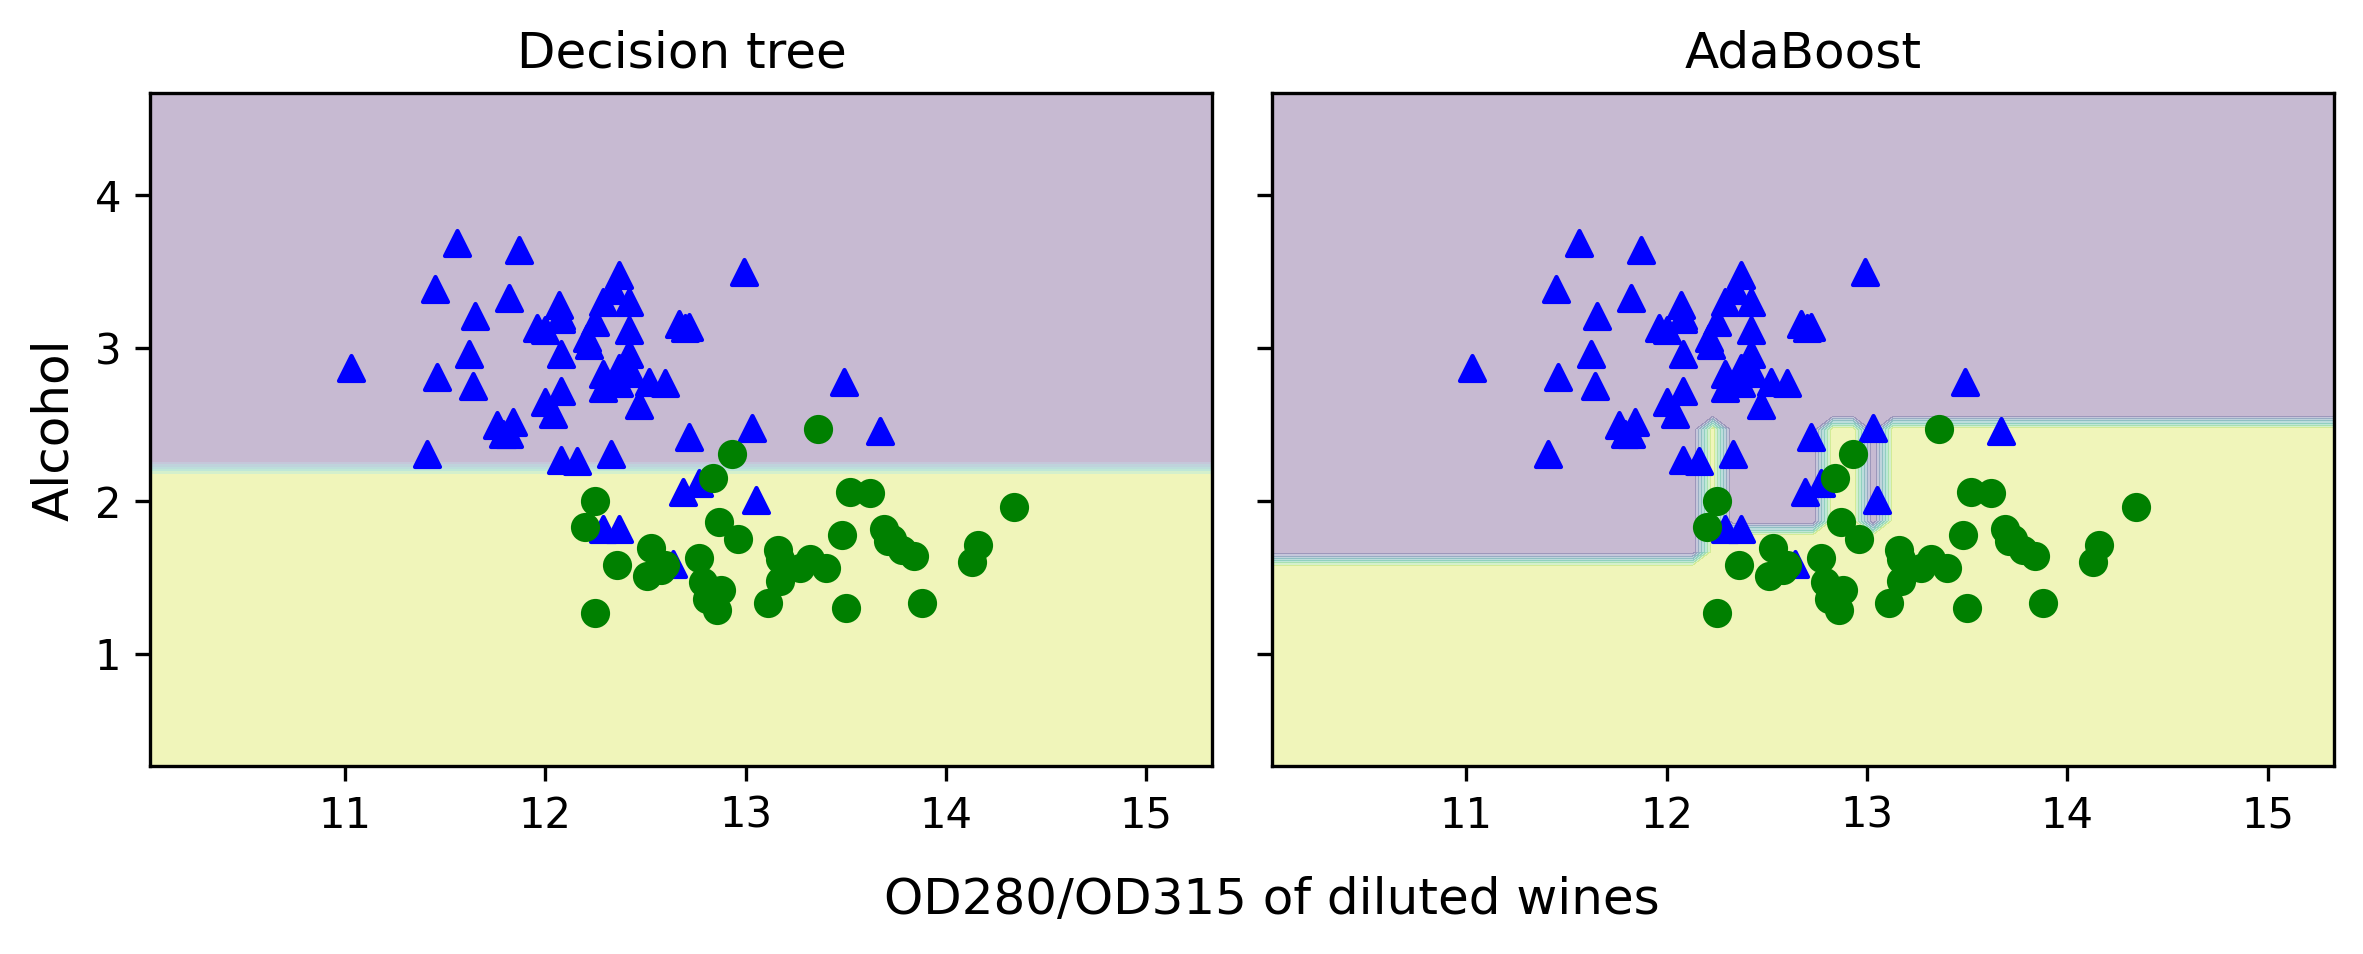 Decision tree
AdaBoost
Alcohol
4
3
2
1
11 12 13 14 15
11 12 13 14 15
OD280/OD315 of diluted wines